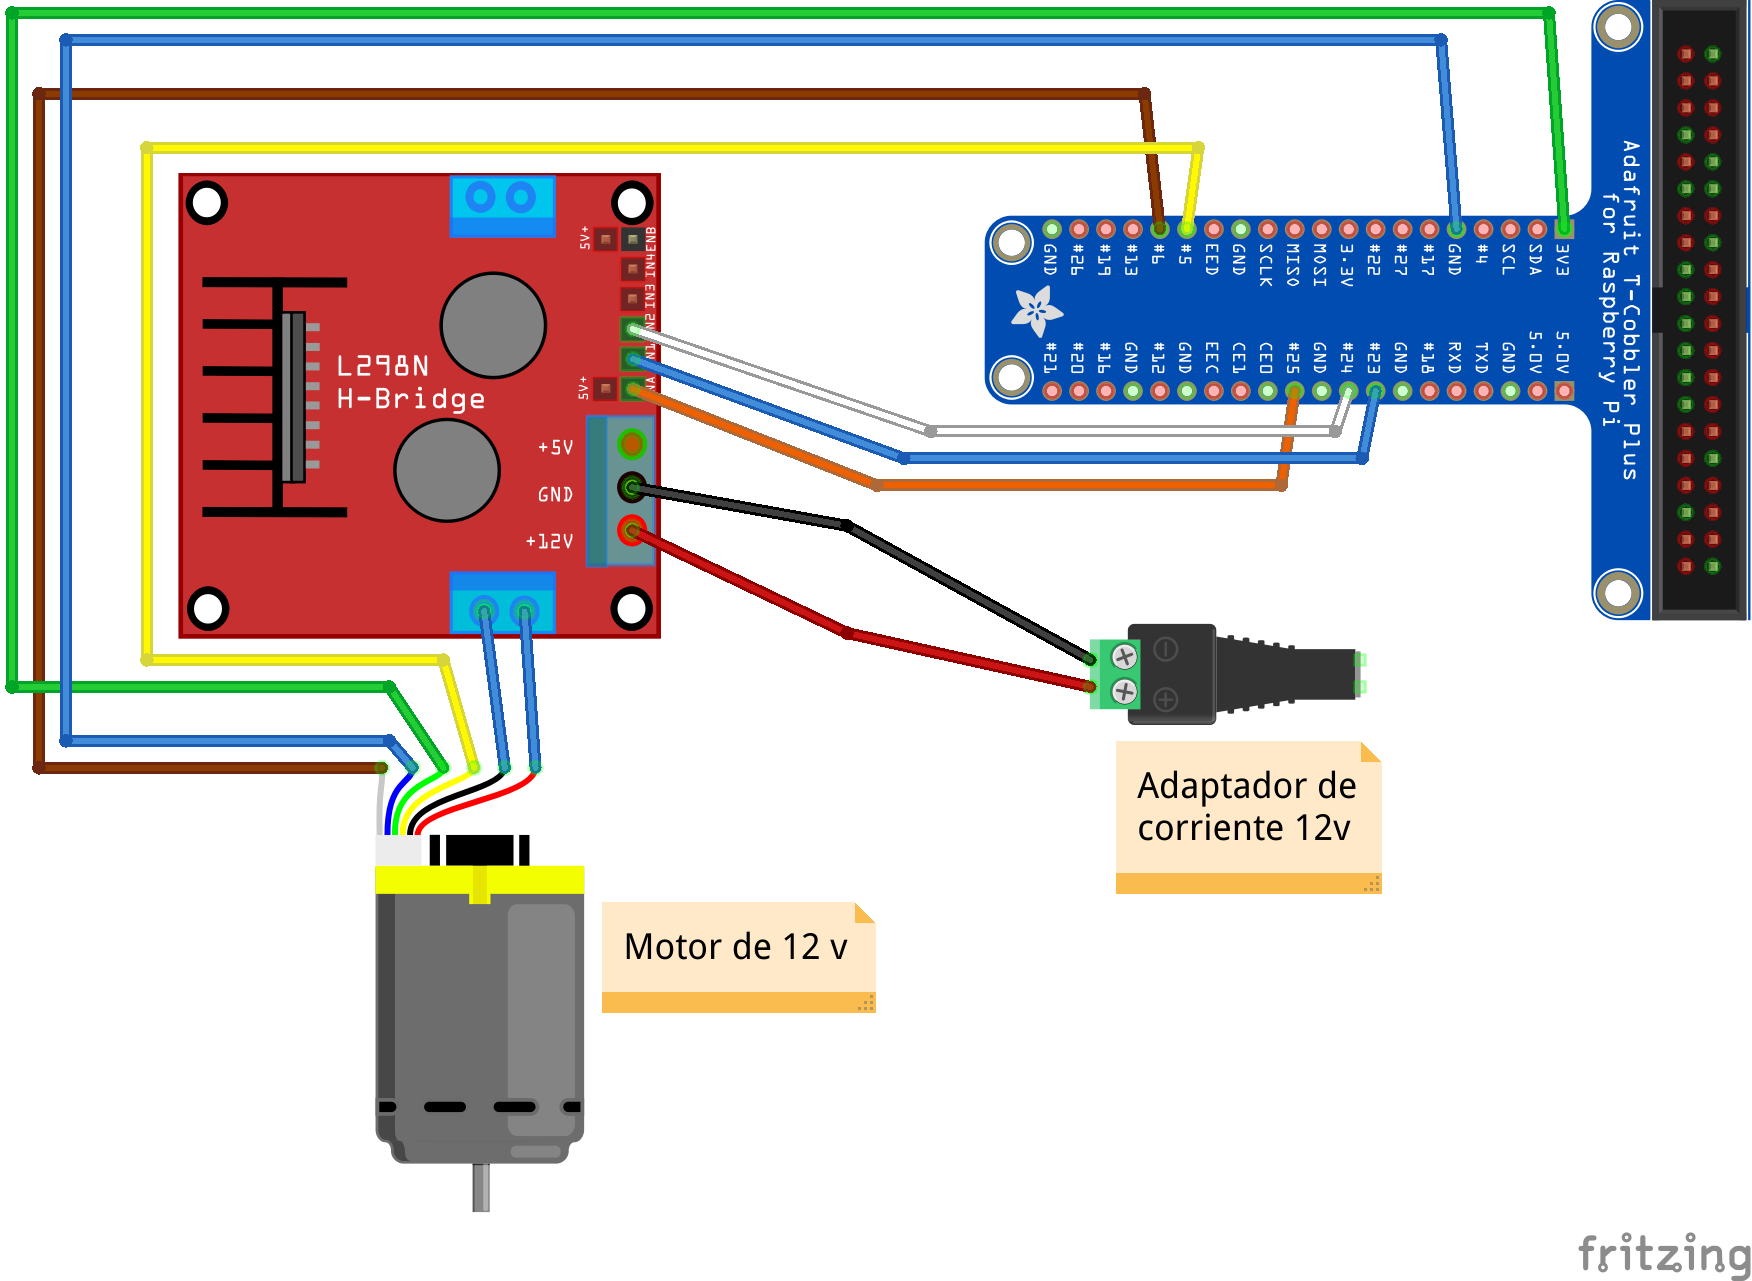 5V+
ENB
IN4
IN3
IN2
IN1
5V+
L298N
H-Bridge
+5V
GND
+12V
GND
#26
#19
#13
#6
#5
EED
GND
SCLK
MISO
MOSI
3.3V
#22
#27
#17
GND
#4
SCL
SDA
3V3
#21
#20
#16
GND
#12
GND
EEC
CE1
CE0
#25
GND
#24
#23
GND
#18
RXD
TXD
GND
5.0V
5.0V
Adafruit T-Cobbler Plus
for Raspberry Pi
Adaptador de
corriente 12v
Motor de 12 v
fritzing